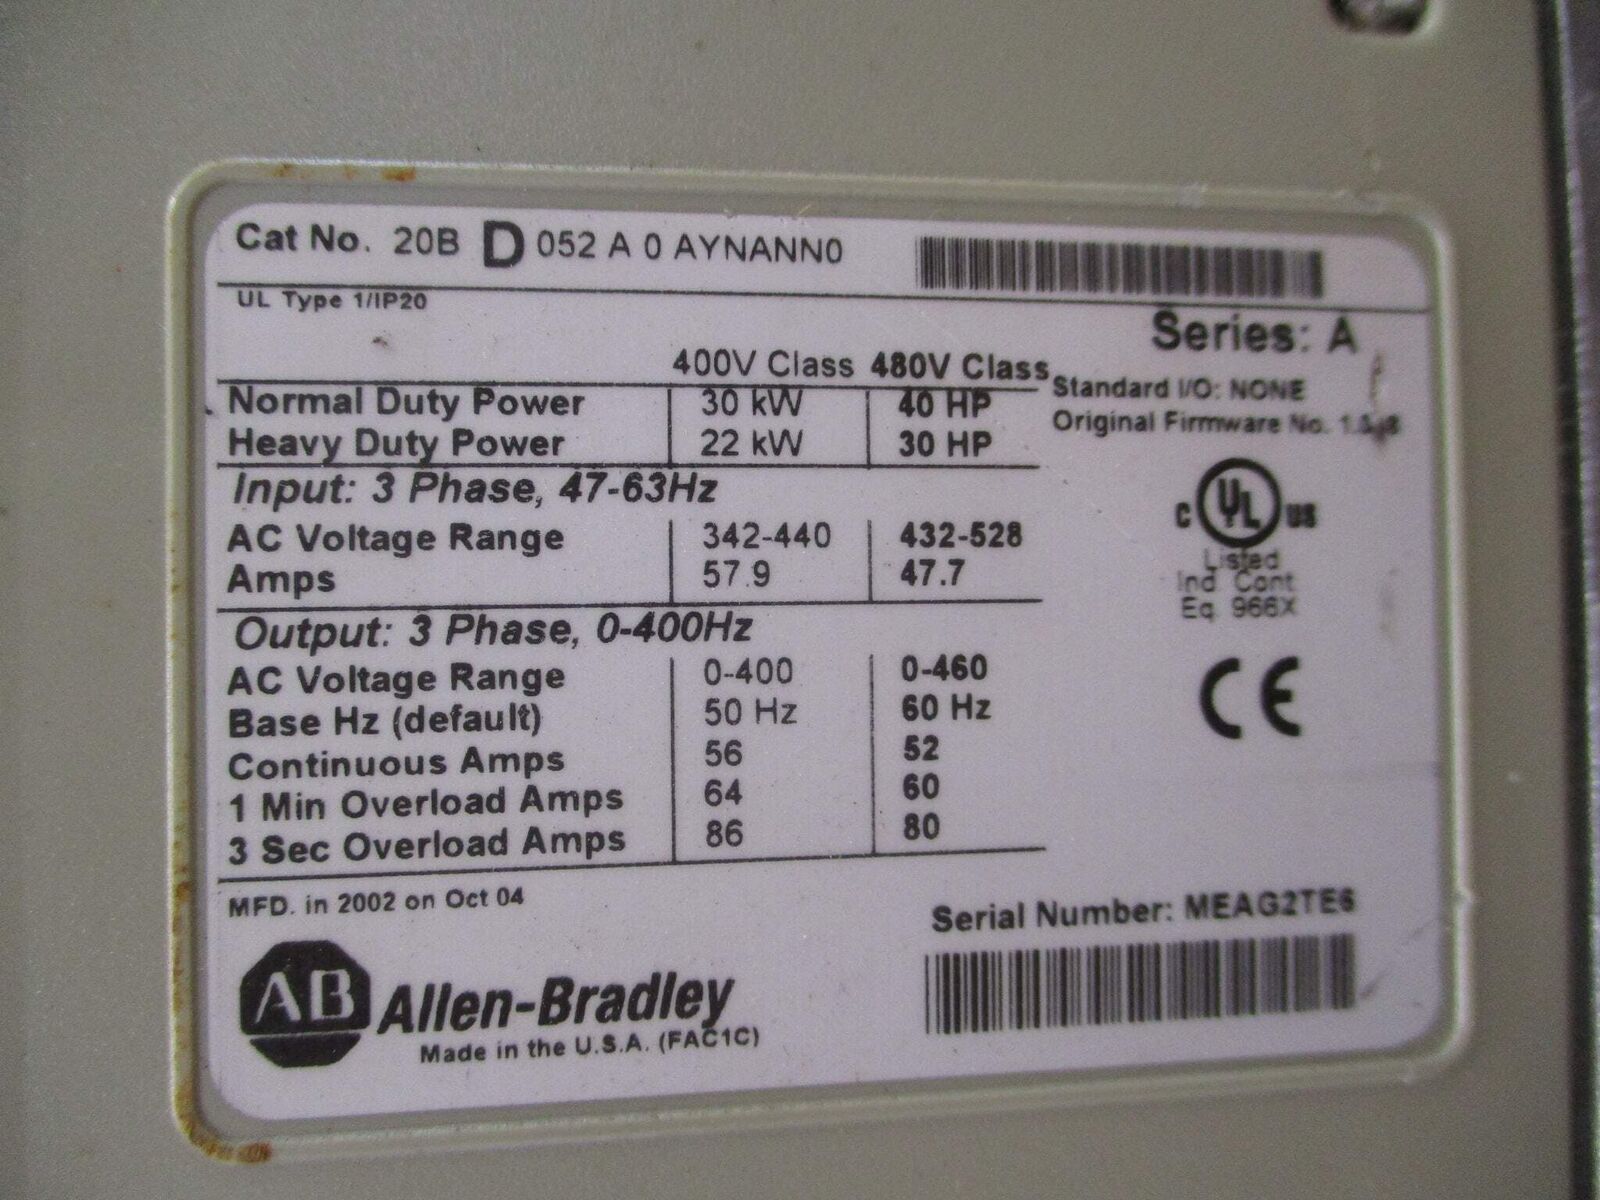 Cat No. 20B D 052 A 0 AYNANN0
UL Type 1/IP20
Series: A
400V Class 480V Class
Standard I/O: NONE
Normal Duty Power 30 kW 40 HP
Original Firmware No.
Heavy Duty Power 22 kW 30 HP
Input: 3 Phase, 47-63Hz
AC Voltage Range 342-440 432-528
Amps 57.9 47.7
C UL US
Listed
Ind Cont
Eq 966X
Output: 3 Phase, 0-400Hz
AC Voltage Range 0-400 0-460
Base Hz (default) 50 Hz 60 Hz
Continuous Amps 56 52
1 Min Overload Amps 64 60
3 Sec Overload Amps 86 80
CE
MFD. in 2002 on Oct 04
Serial Number: MEAG2TE6
AB Allen-Bradley
Made in the U.S.A. (FAC1C)